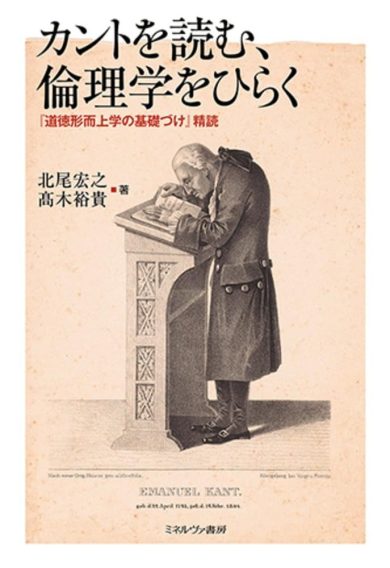 カントを読む、
倫理学をひらく
『道徳形而上学の基礎づけ』精読
北尾宏之
髙木裕貴
著
EMANUEL KANT.
ミネルヴァ書房